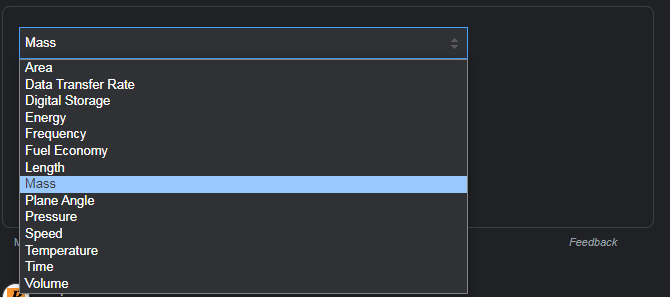 Mass
Area
Data Transfer Rate
Digital Storage
Energy
Frequency
Fuel Economy
Length
Mass
Plane Angle
Pressure
Speed
Feedback
Temperature
Time
Volume